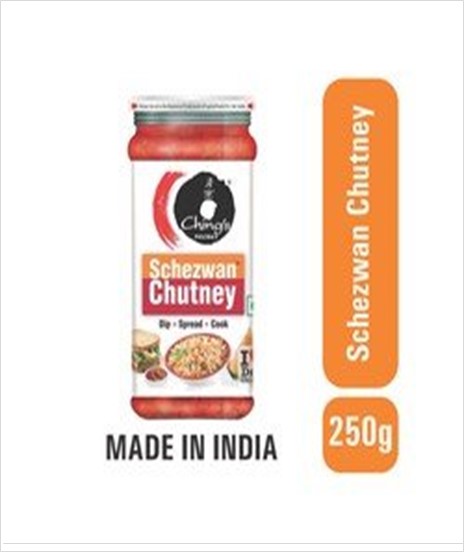 Ching's
SECRET
Schezwan
Chutney
Dip • Spread • Cook
MADE IN INDIA
Schezwan Chutney
250g